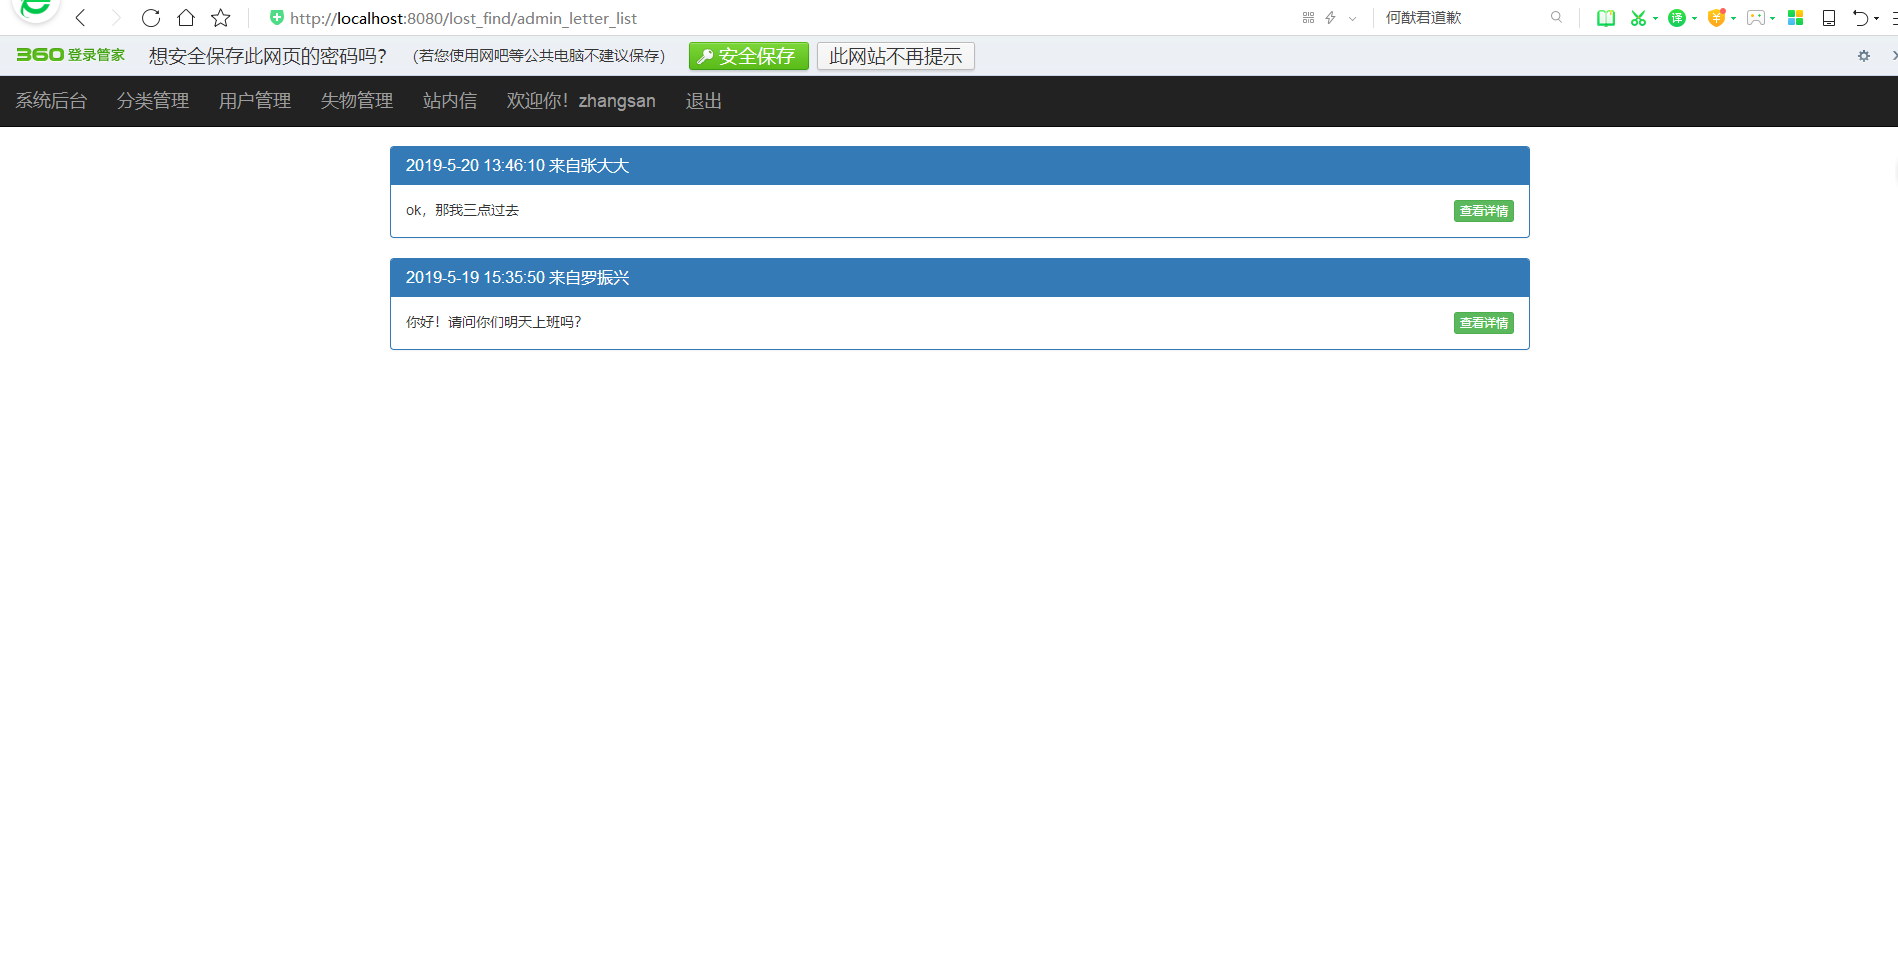 http://localhost:8080/lost_find/admin_letter_list
何猷君道歉
译
¥
360 登录管家 想安全保存此网页的密码吗？ （若您使用网吧等公共电脑不建议保存） 安全保存 此网站不再提示
系统后台 分类管理 用户管理 失物管理 站内信 欢迎你！zhangsan 退出
2019-5-20 13:46:10 来自张大大
ok，那我三点过去 查看详情
2019-5-19 15:35:50 来自罗振兴
你好！请问你们明天上班吗？ 查看详情